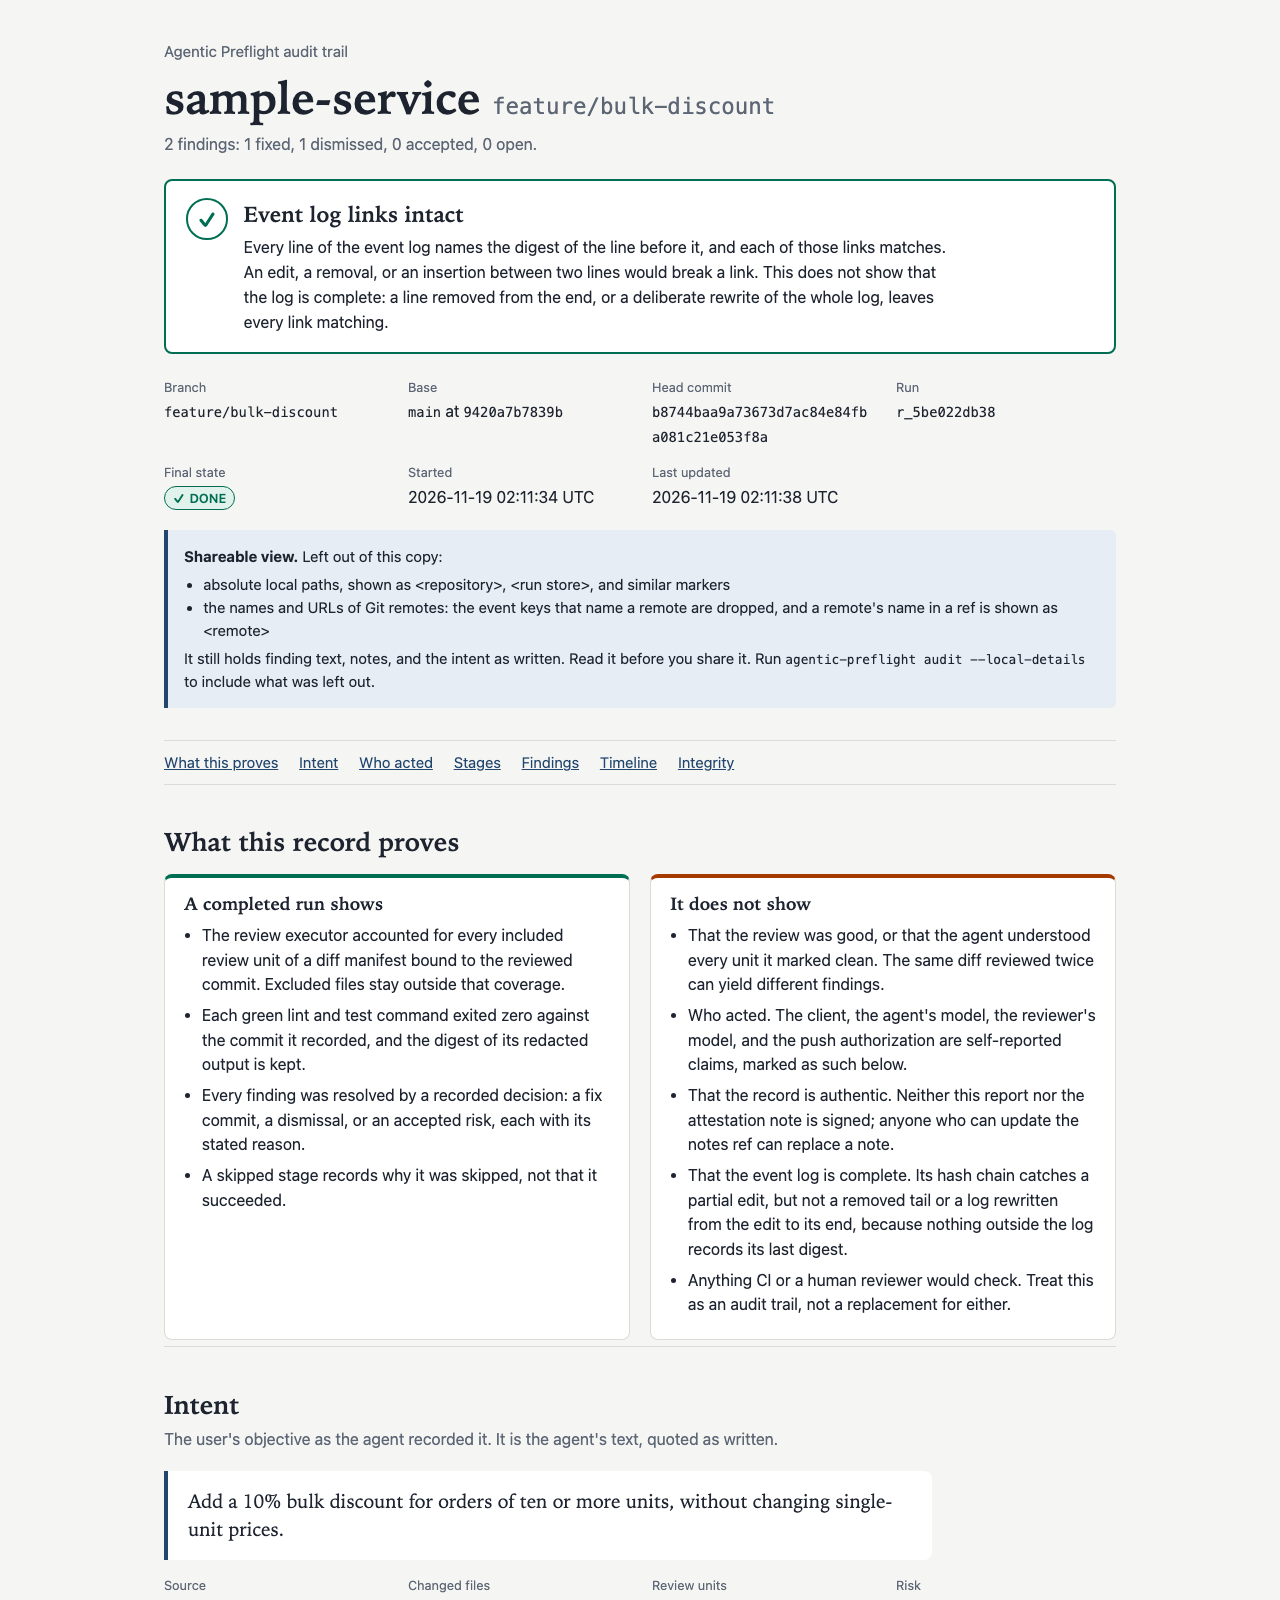 Agentic Preflight audit trail
sample-service feature/bulk-discount
2 findings: 1 fixed, 1 dismissed, 0 accepted, 0 open.
Event log links intact
Every line of the event log names the digest of the line before it, and each of those links matches.
An edit, a removal, or an insertion between two lines would break a link. This does not show that
the log is complete: a line removed from the end, or a deliberate rewrite of the whole log, leaves
every link matching.
Branch
feature/bulk-discount
Base
main at 9420a7b7839b
Head commit
b8744baa9a73673d7ac84e84fb
a081c21e053f8a
Run
r_5be022db38
Final state
DONE
Started
2026-11-19 02:11:34 UTC
Last updated
2026-11-19 02:11:38 UTC
Shareable view. Left out of this copy:
• absolute local paths, shown as <repository>, <run store>, and similar markers
• the names and URLs of Git remotes: the event keys that name a remote are dropped, and a remote's name in a ref is shown as
<remote>
It still holds finding text, notes, and the intent as written. Read it before you share it. Run agentic-preflight audit --local-details
to include what was left out.
What this proves Intent Who acted Stages Findings Timeline Integrity
What this record proves
A completed run shows
• The review executor accounted for every included
review unit of a diff manifest bound to the reviewed
commit. Excluded files stay outside that coverage.
• Each green lint and test command exited zero against
the commit it recorded, and the digest of its redacted
output is kept.
• Every finding was resolved by a recorded decision: a fix
commit, a dismissal, or an accepted risk, each with its
stated reason.
• A skipped stage records why it was skipped, not that it
succeeded.
It does not show
• That the review was good, or that the agent understood
every unit it marked clean. The same diff reviewed twice
can yield different findings.
• Who acted. The client, the agent's model, the reviewer's
model, and the push authorization are self-reported
claims, marked as such below.
• That the record is authentic. Neither this report nor the
attestation note is signed; anyone who can update the
notes ref can replace a note.
• That the event log is complete. Its hash chain catches a
partial edit, but not a removed tail or a log rewritten
from the edit to its end, because nothing outside the log
records its last digest.
• Anything CI or a human reviewer would check. Treat this
as an audit trail, not a replacement for either.
Intent
The user's objective as the agent recorded it. It is the agent's text, quoted as written.
Add a 10% bulk discount for orders of ten or more units, without changing single-
unit prices.
Source
Changed files
Review units
Risk